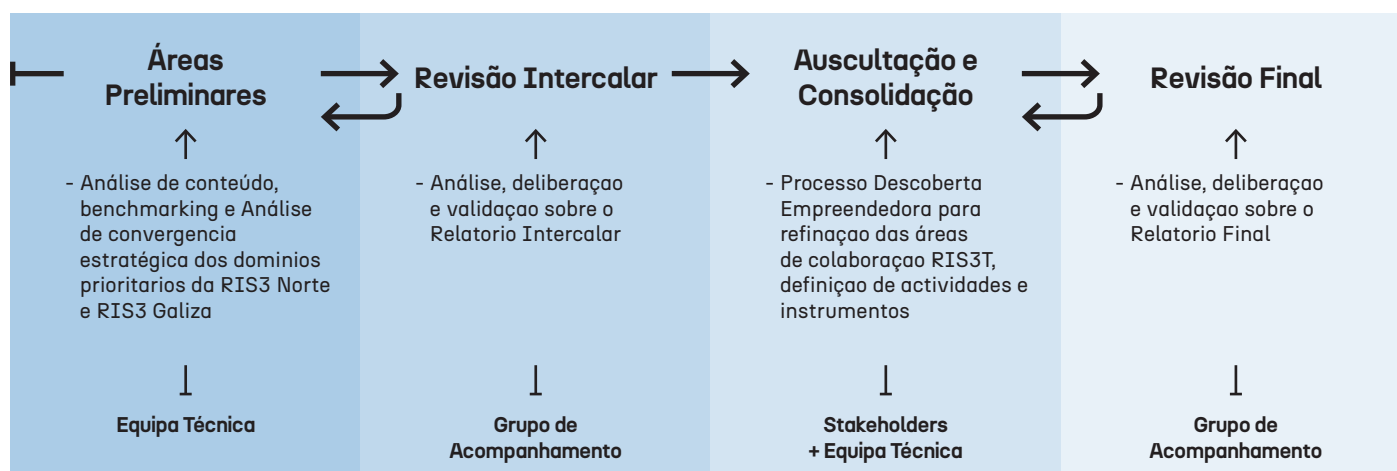 Áreas
Preliminares
- Análise de conteúdo,
benchmarking e Análise
de convergencia
estratégica dos dominios
prioritarios da RIS3 Norte
e RIS3 Galiza
Equipa Técnica
Revisão Intercalar
- Análise, deliberaçao
e validaçao sobre o
Relatorio Intercalar
Grupo de
Acompanhamento
Auscultação e
Consolidação
- Processo Descoberta
Empreendedora para
refinaçao das áreas
de colaboraçao RIS3T,
definiçao de actividades e
instrumentos
Stakeholders
+ Equipa Técnica
Revisão Final
- Análise, deliberaçao
e validaçao sobre o
Relatorio Final
Grupo de
Acompanhamento